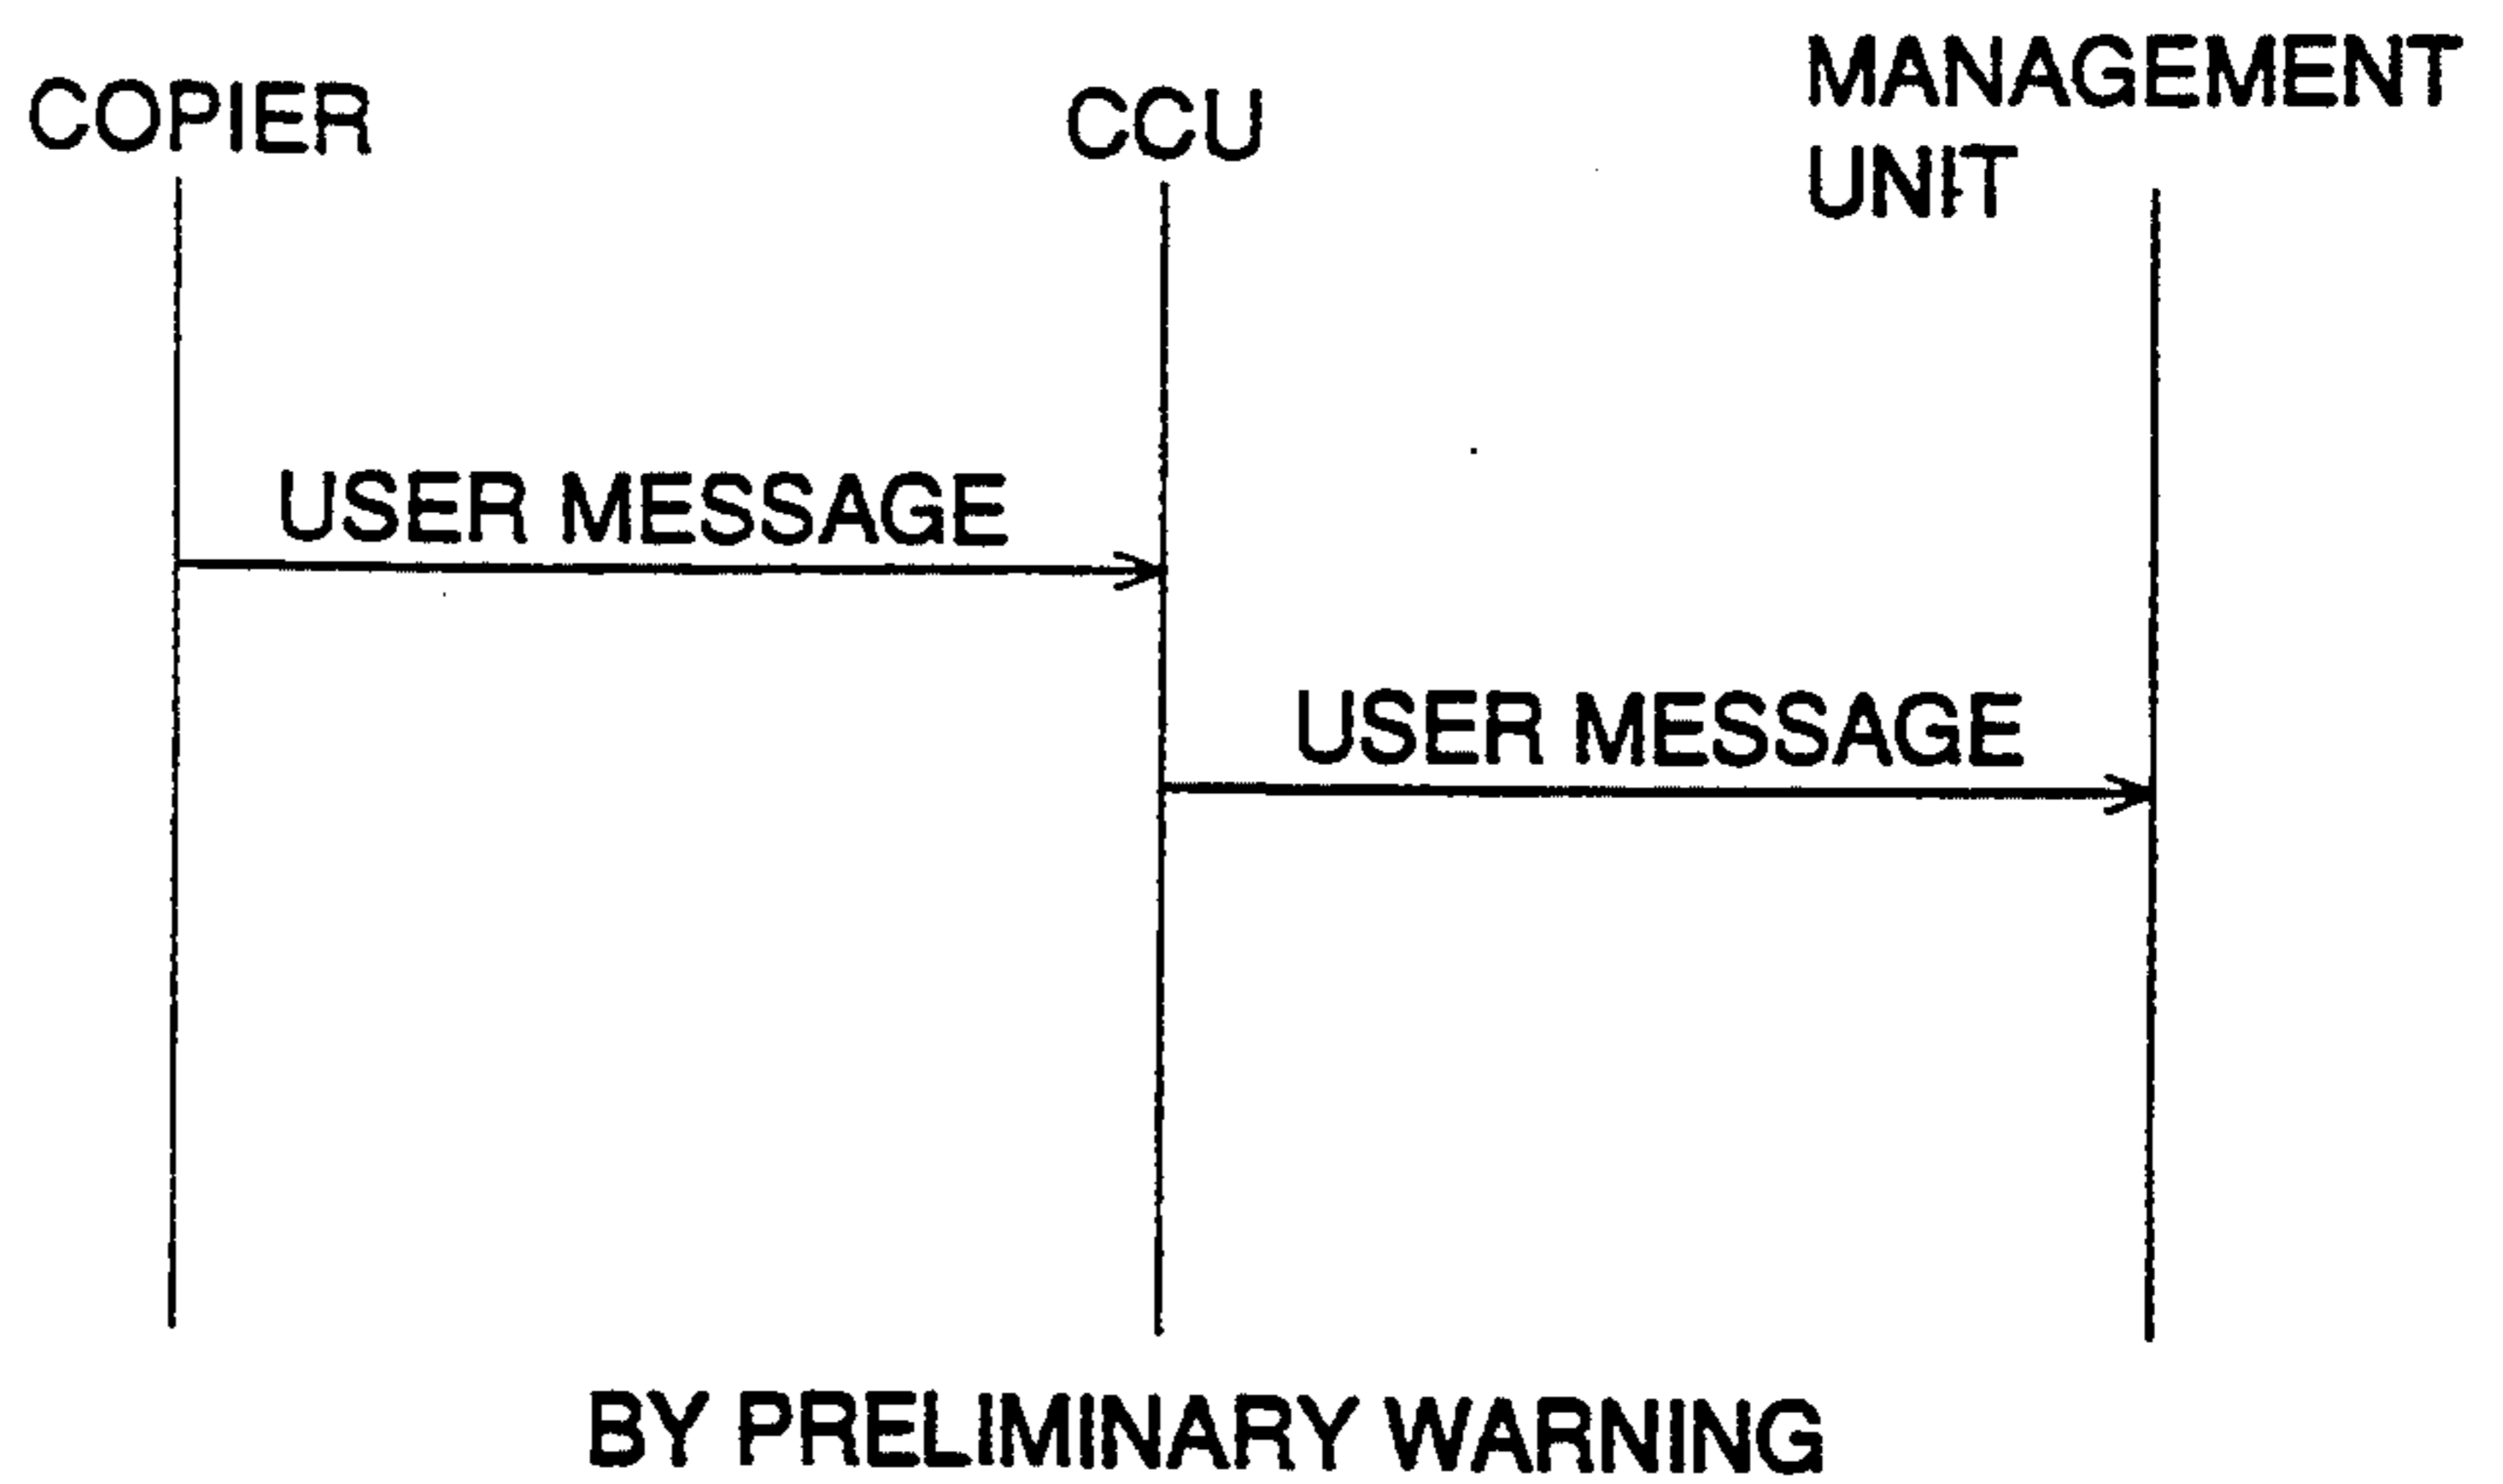 COPIER
CCU
MANAGEMENT
UNIT
USER MESSAGE
USER MESSAGE
BY PRELIMINARY WARNING